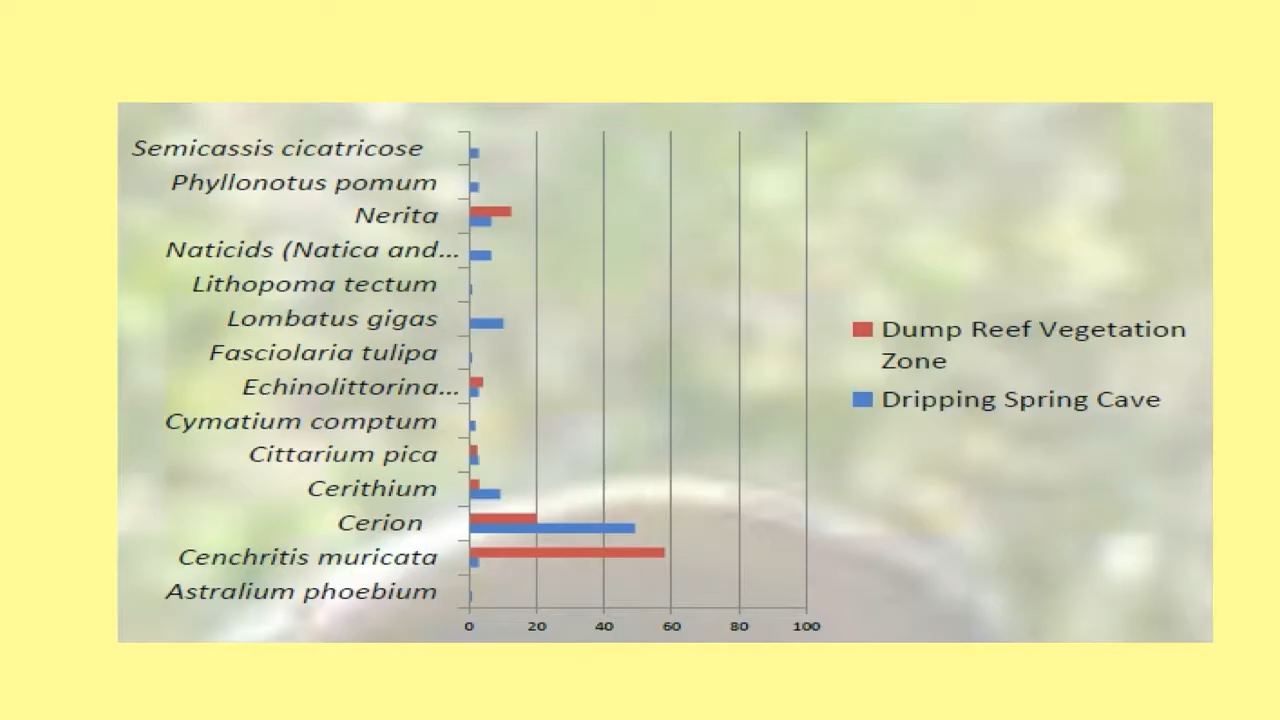 Semicassis cicatricose
Phyllonotus pomum
Nerita
Naticids (Natica and...
Lithopoma tectum
Lombatus gigas
Fasciolaria tulipa
Echinolittorina...
Cymatium comptum
Cittarium pica
Cerithium
Cerion
Cenchritis muricata
Astralium phoebium
0 20 40 60 80 100
Dump Reef Vegetation
Zone
Dripping Spring Cave